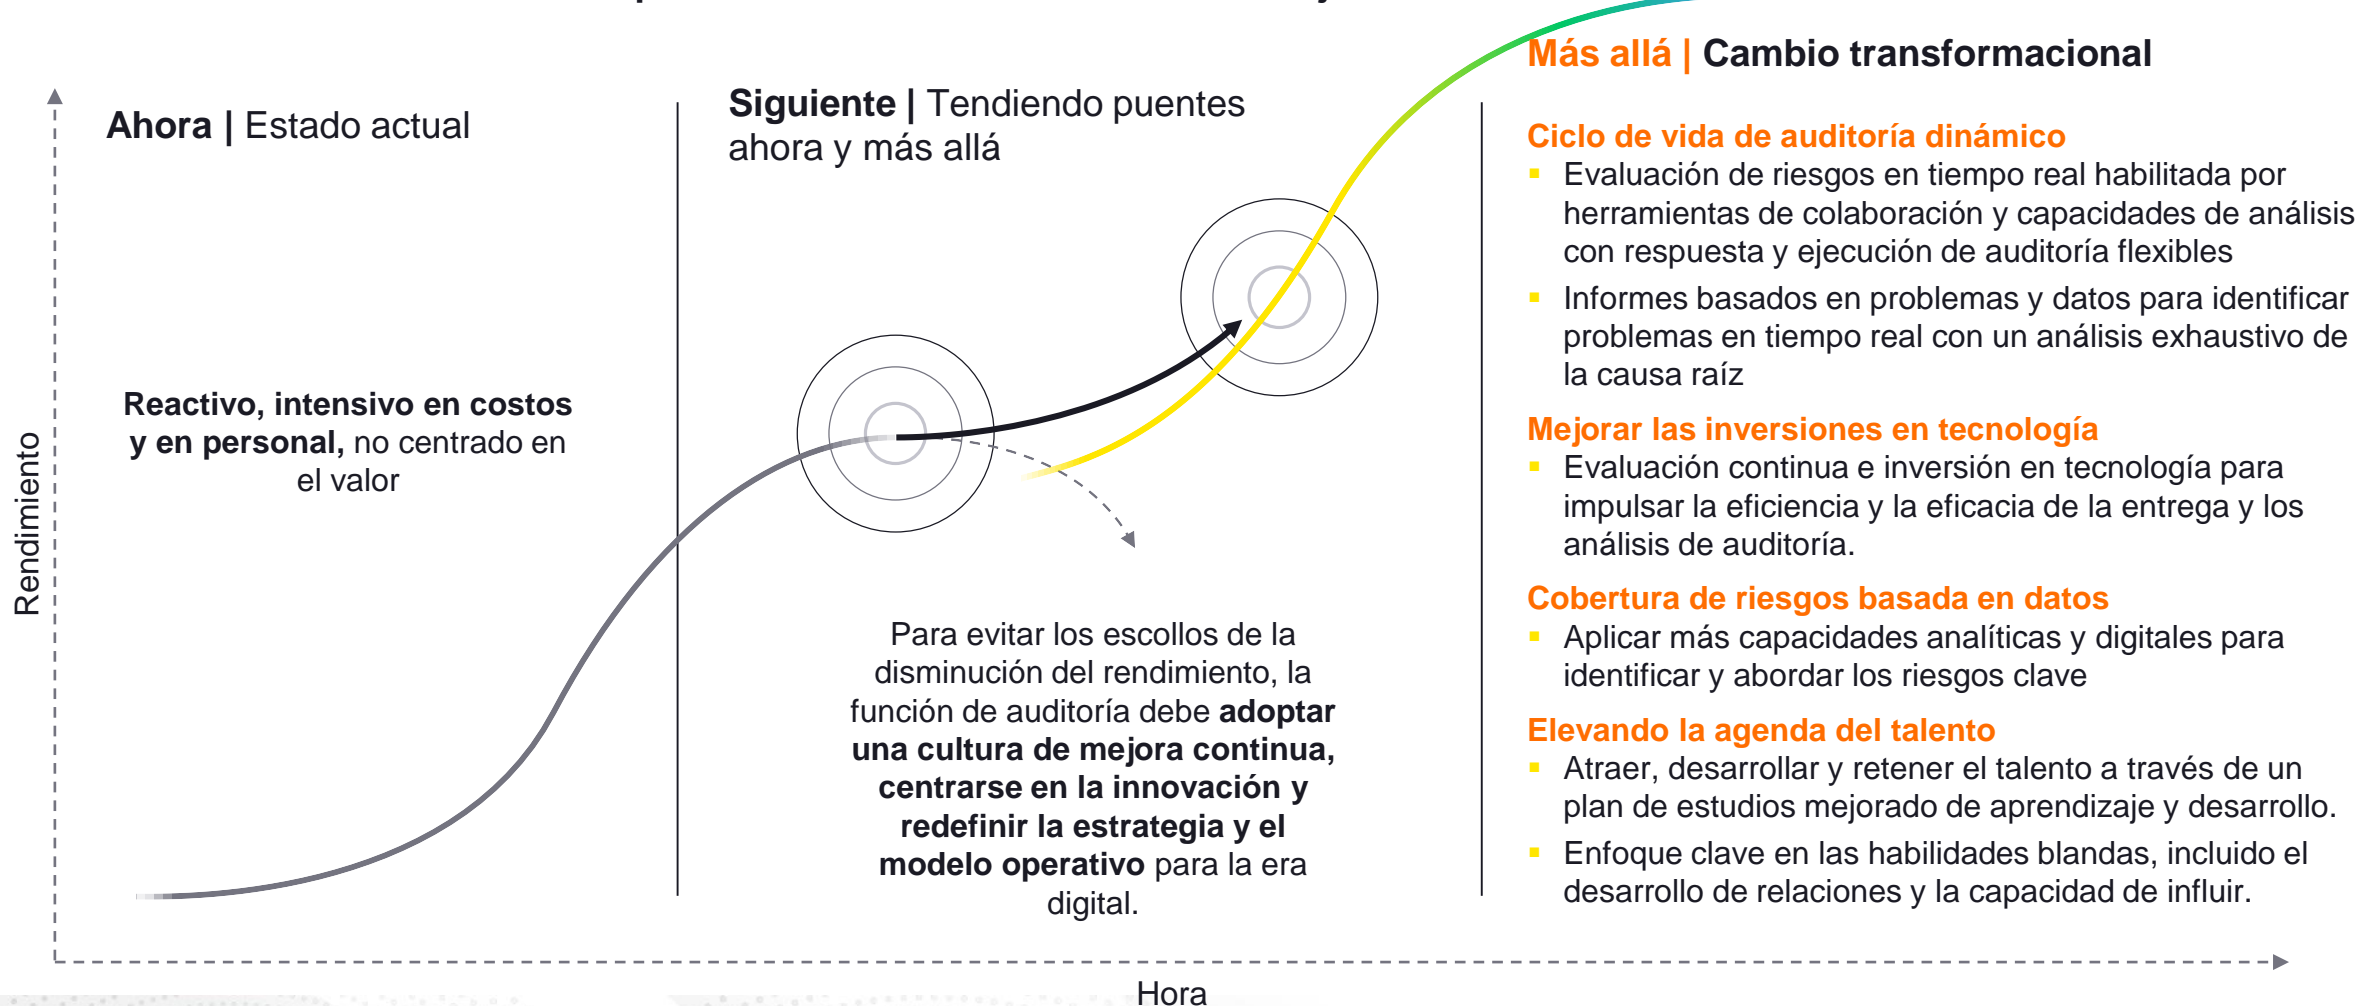 Ahora | Estado actual
Reactivo, intensivo en costos
y en personal, no centrado en
el valor
Rendimiento
Siguiente | Tendiendo puentes
ahora y más allá
Para evitar los escollos de la
disminución del rendimiento, la
función de auditoría debe adoptar
una cultura de mejora continua,
centrarse en la innovación y
redefinir la estrategia y el
modelo operativo para la era
digital.
Más allá | Cambio transformacional
Ciclo de vida de auditoría dinámico
Evaluación de riesgos en tiempo real habilitada por
herramientas de colaboración y capacidades de análisis
con respuesta y ejecución de auditoría flexibles
Informes basados en problemas y datos para identificar
problemas en tiempo real con un análisis exhaustivo de
la causa raíz
Mejorar las inversiones en tecnología
Evaluación continua e inversión en tecnología para
impulsar la eficiencia y la eficacia de la entrega y los
análisis de auditoría.
Cobertura de riesgos basada en datos
Aplicar más capacidades analíticas y digitales para
identificar y abordar los riesgos clave
Elevando la agenda del talento
Atraer, desarrollar y retener el talento a través de un
plan de estudios mejorado de aprendizaje y desarrollo.
Enfoque clave en las habilidades blandas, incluido el
desarrollo de relaciones y la capacidad de influir.
Hora